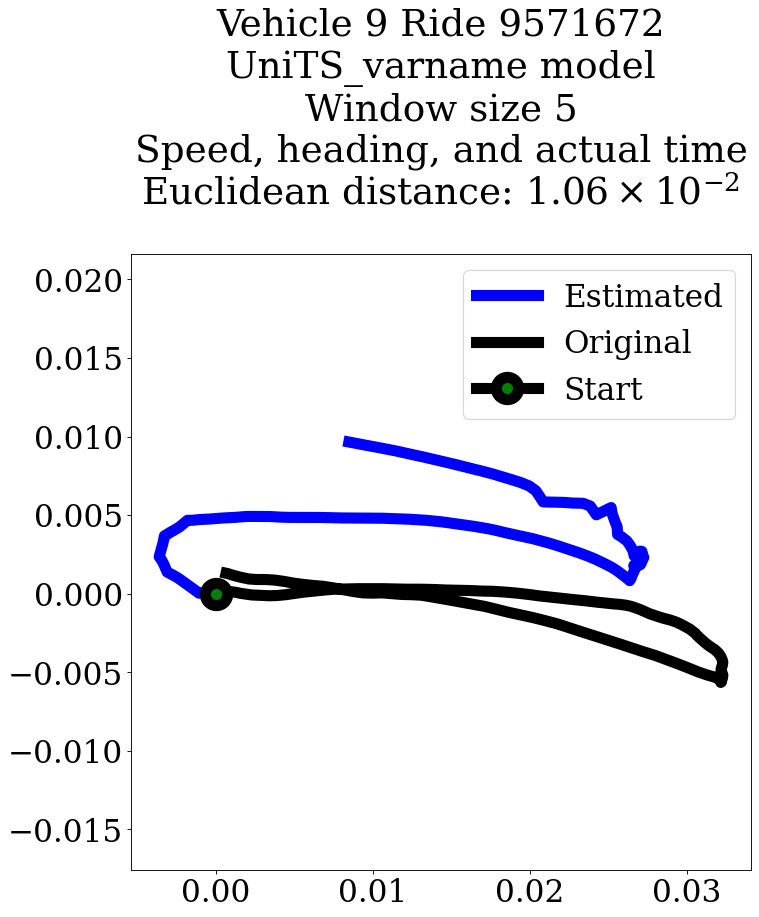 Vehicle 9 Ride 9571672
UniTS_varname model
Window size 5
Speed, heading, and actual time
Euclidean distance: 1.06 × 10⁻²
Estimated
Original
Start
0.020
0.015
0.010
0.005
0.000
−0.005
−0.010
−0.015
0.00 0.01 0.02 0.03